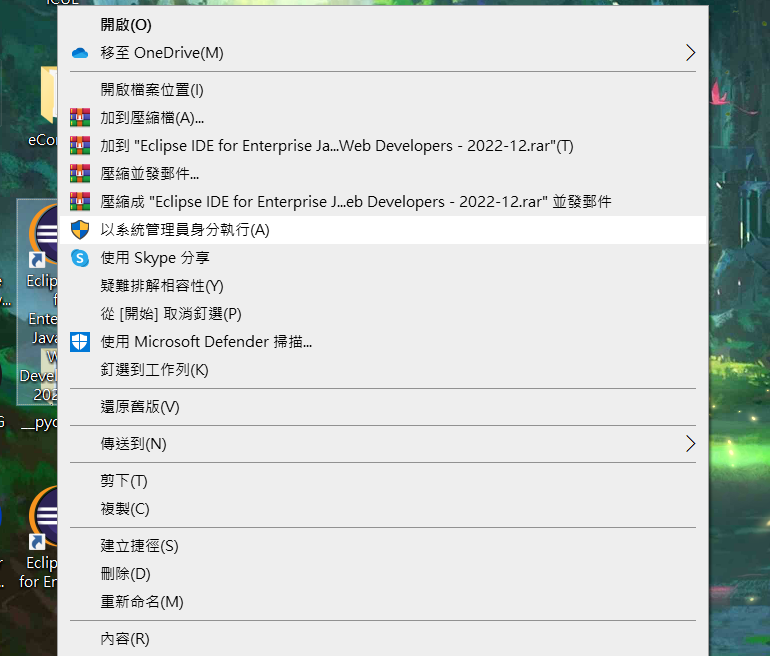 開啟(O)
移至 OneDrive(M)
開啟檔案位置(I)
加到壓縮檔(A)...
加到 "Eclipse IDE for Enterprise Ja...Web Developers - 2022-12.rar"(T)
壓縮並發郵件...
壓縮成 "Eclipse IDE for Enterprise J...eb Developers - 2022-12.rar" 並發郵件
以系統管理員身分執行(A)
使用 Skype 分享
疑難排解相容性(Y)
從 [開始] 取消釘選(P)
使用 Microsoft Defender 掃描...
釘選到工作列(K)
還原舊版(V)
傳送到(N)
剪下(T)
複製(C)
建立捷徑(S)
刪除(D)
重新命名(M)
內容(R)
eCo
Eclip
f
Ente
Java
W
Devel
202
__pyc
Eclip
for En